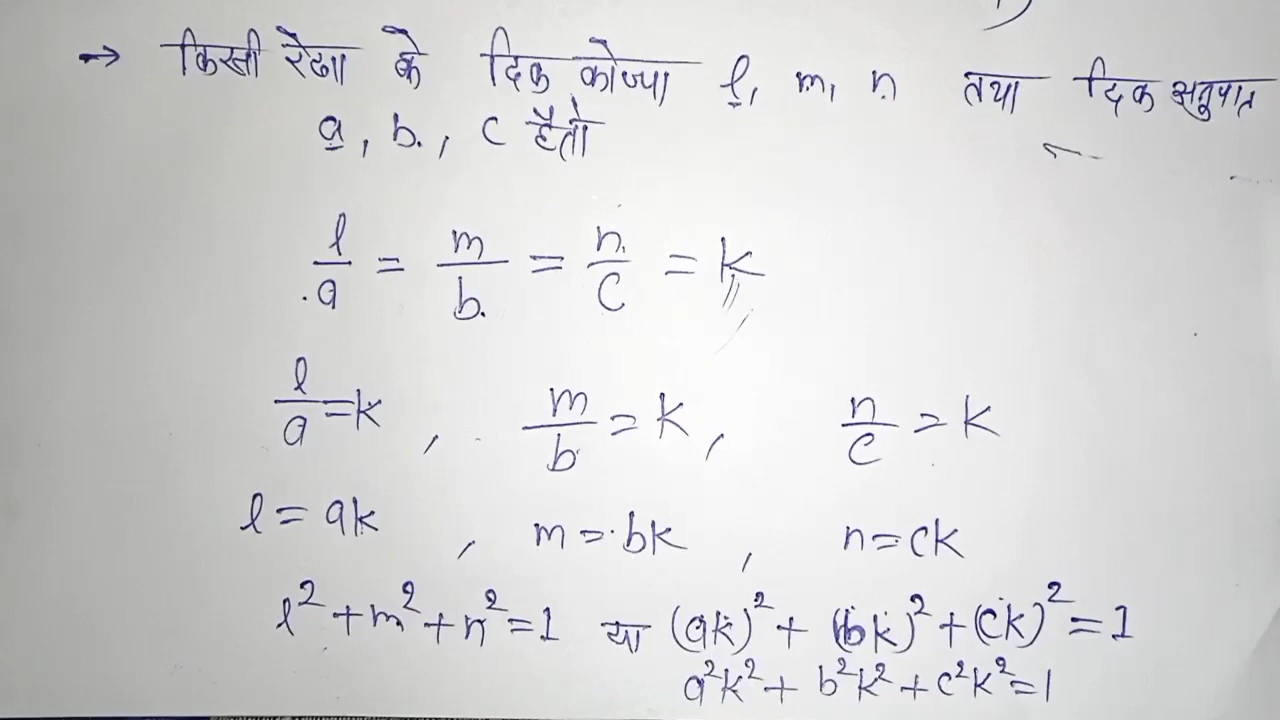 → किसी रेखा के दिक् कोज्या l, m, n तथा दिक अनुपात
a, b, c है तो
l/a = m/b = n/c = k
l/a = k, m/b = k, n/c = k
l = ak, m = bk, n = ck
l² + m² + n² = 1 या (ak)² + (bk)² + (ck)² = 1
a²k² + b²k² + c²k² = 1